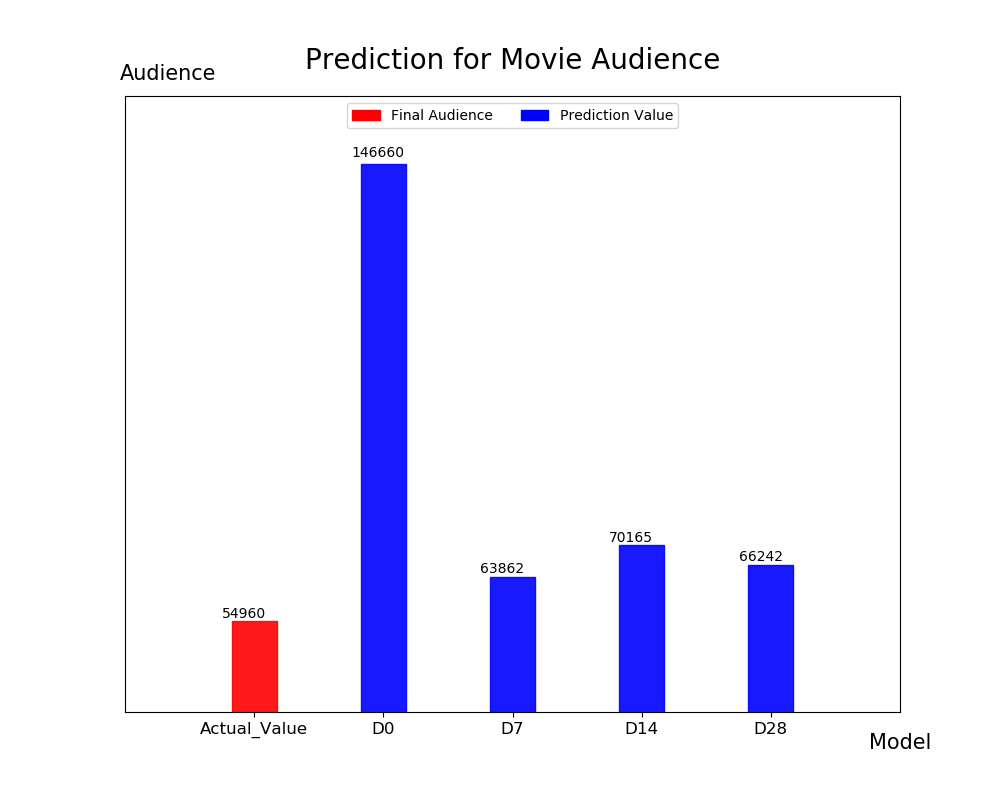 Prediction for Movie Audience
Audience
Final Audience
Prediction Value
146660
54960
63862
70165
66242
Actual_Value
D0
D7
D14
D28
Model